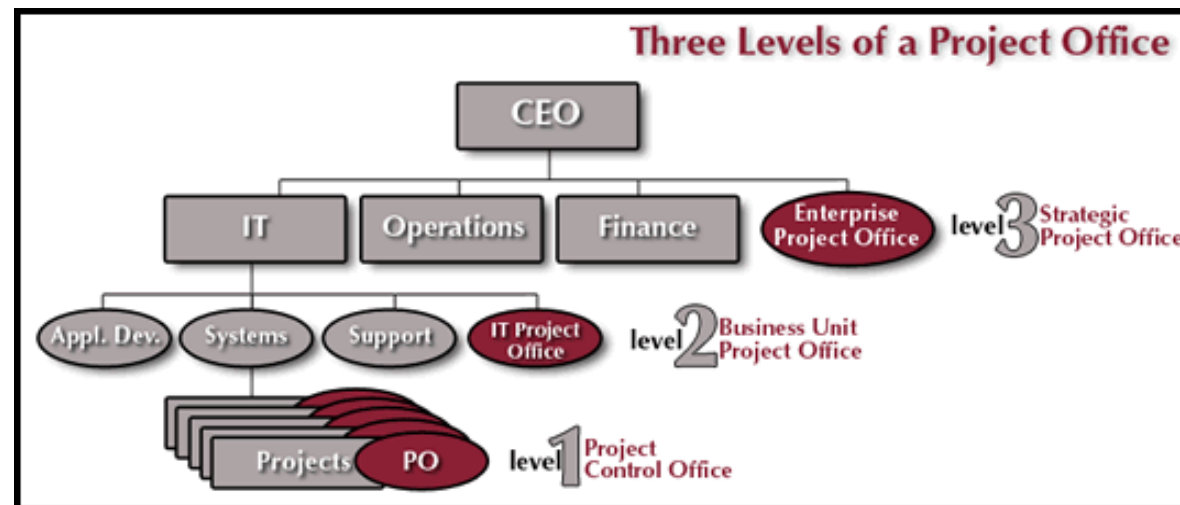 Three Levels of a Project Office
CEO
IT
Operations
Finance
Enterprise
Project Office
level 3 Strategic
Project Office
Appl. Dev.
Systems
Support
IT Project
Office
level 2 Business Unit
Project Office
Projects
PO
level 1 Project
Control Office